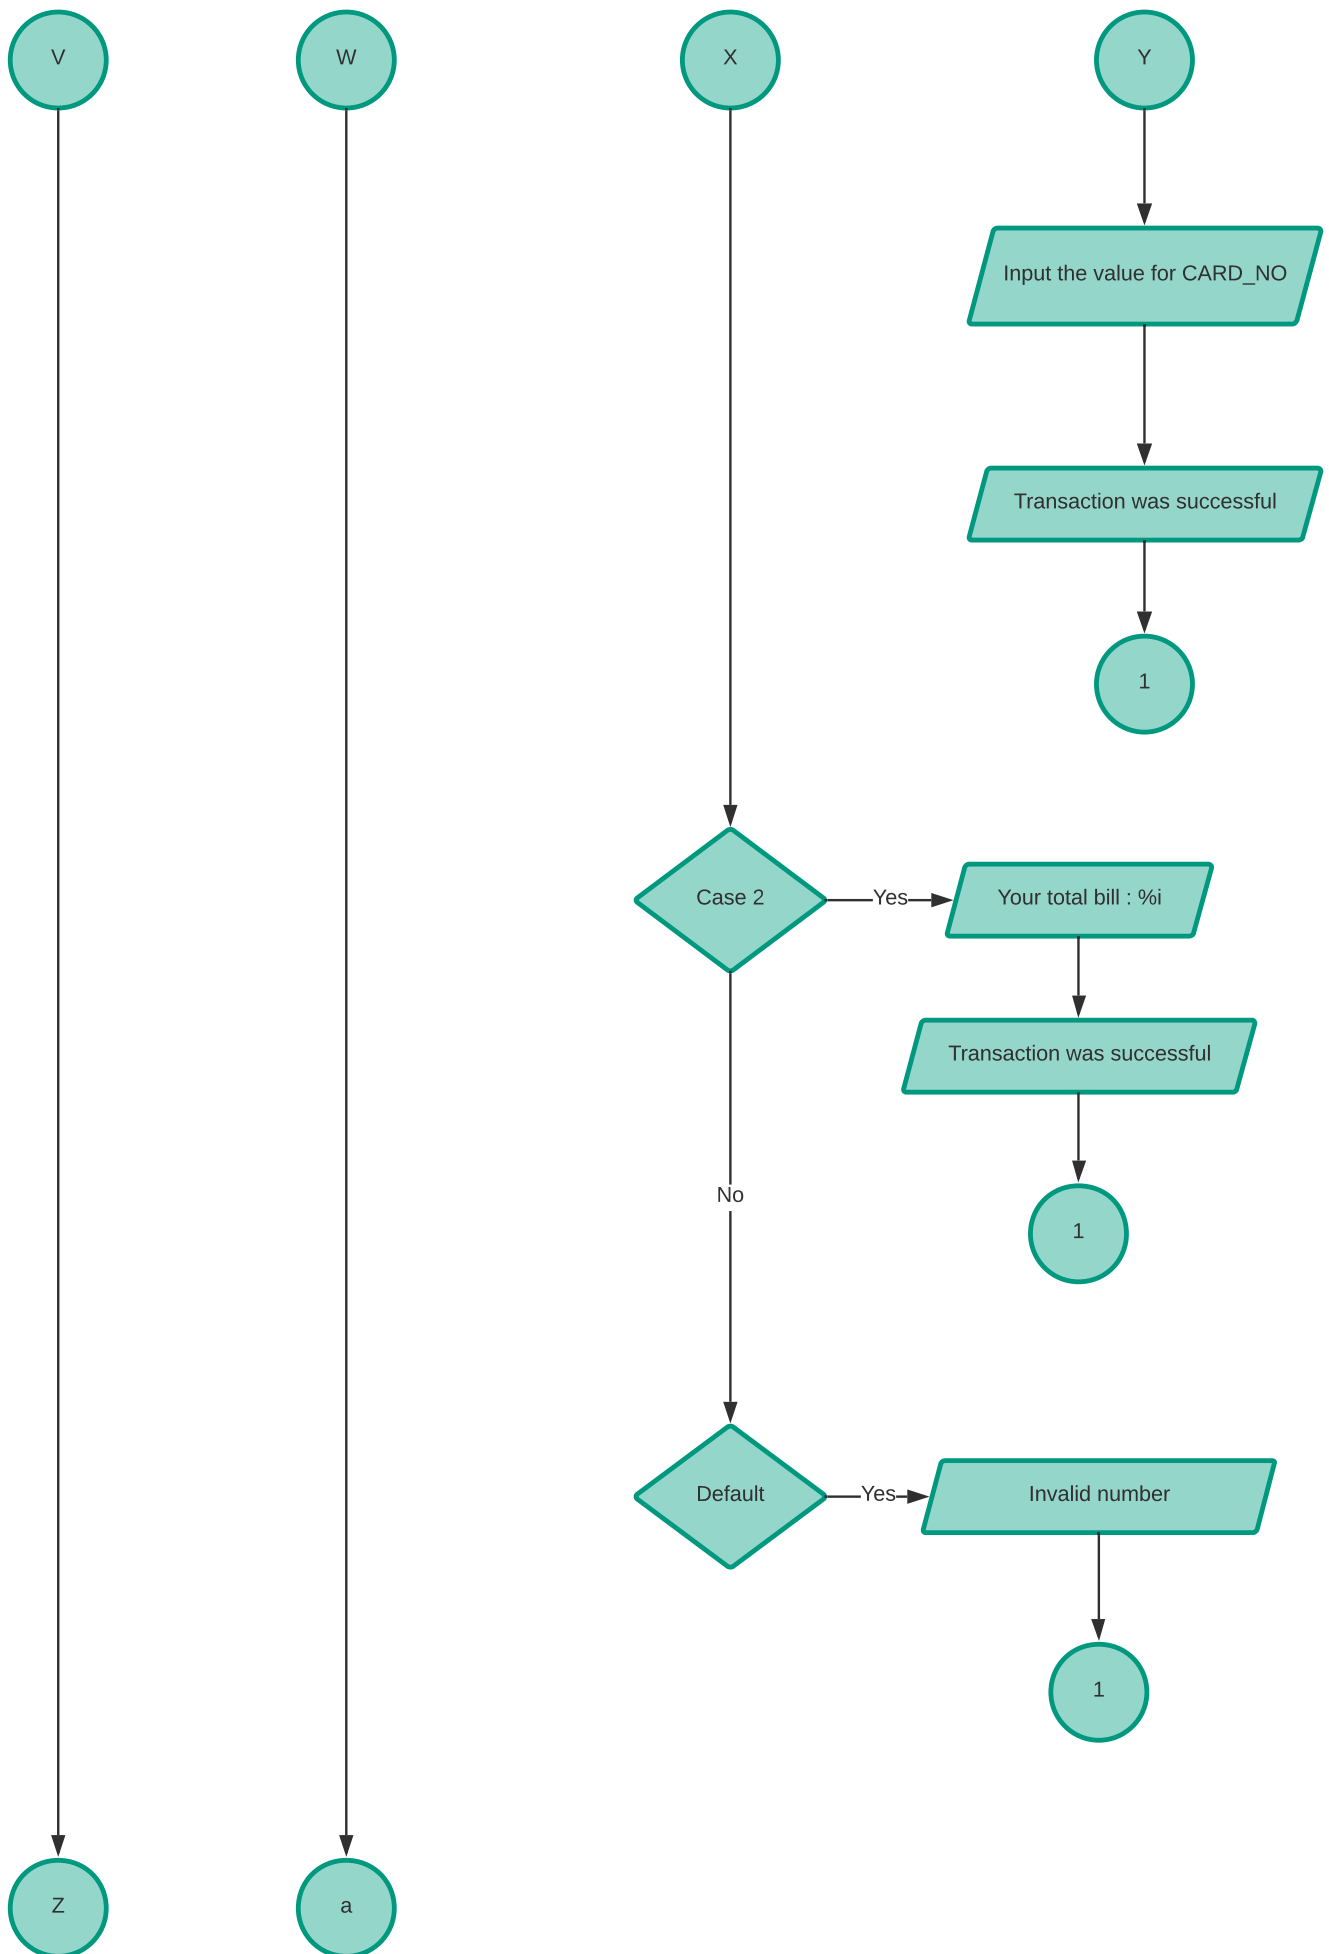 V
W
X
Y
Input the value for CARD_NO
Transaction was successful
1
Case 2
Yes
Your total bill : %i
Transaction was successful
No
1
Default
Yes
Invalid number
1
Z
a